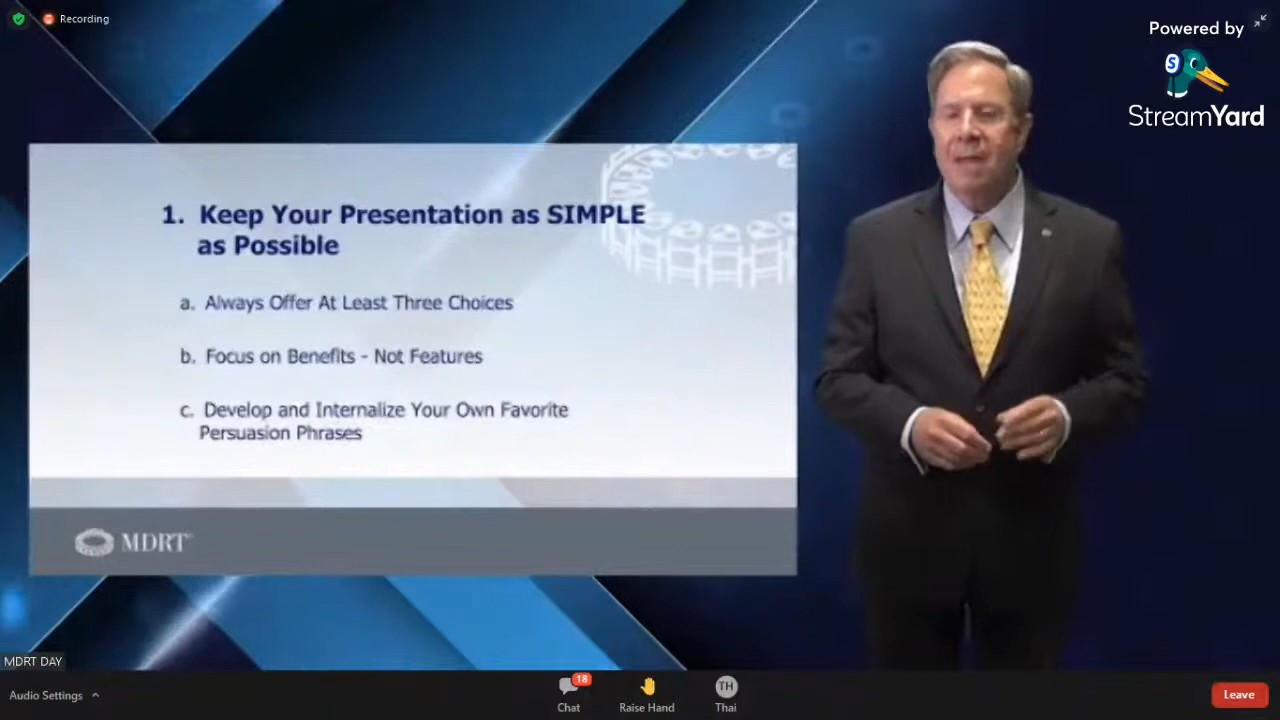 Recording
Powered by
StreamYard
1. Keep Your Presentation as SIMPLE
as Possible
a. Always Offer At Least Three Choices
b. Focus on Benefits - Not Features
c. Develop and Internalize Your Own Favorite
Persuasion Phrases
MDRT
MDRT DAY
Audio Settings
18
TH
Chat
Raise Hand
Thai
Leave